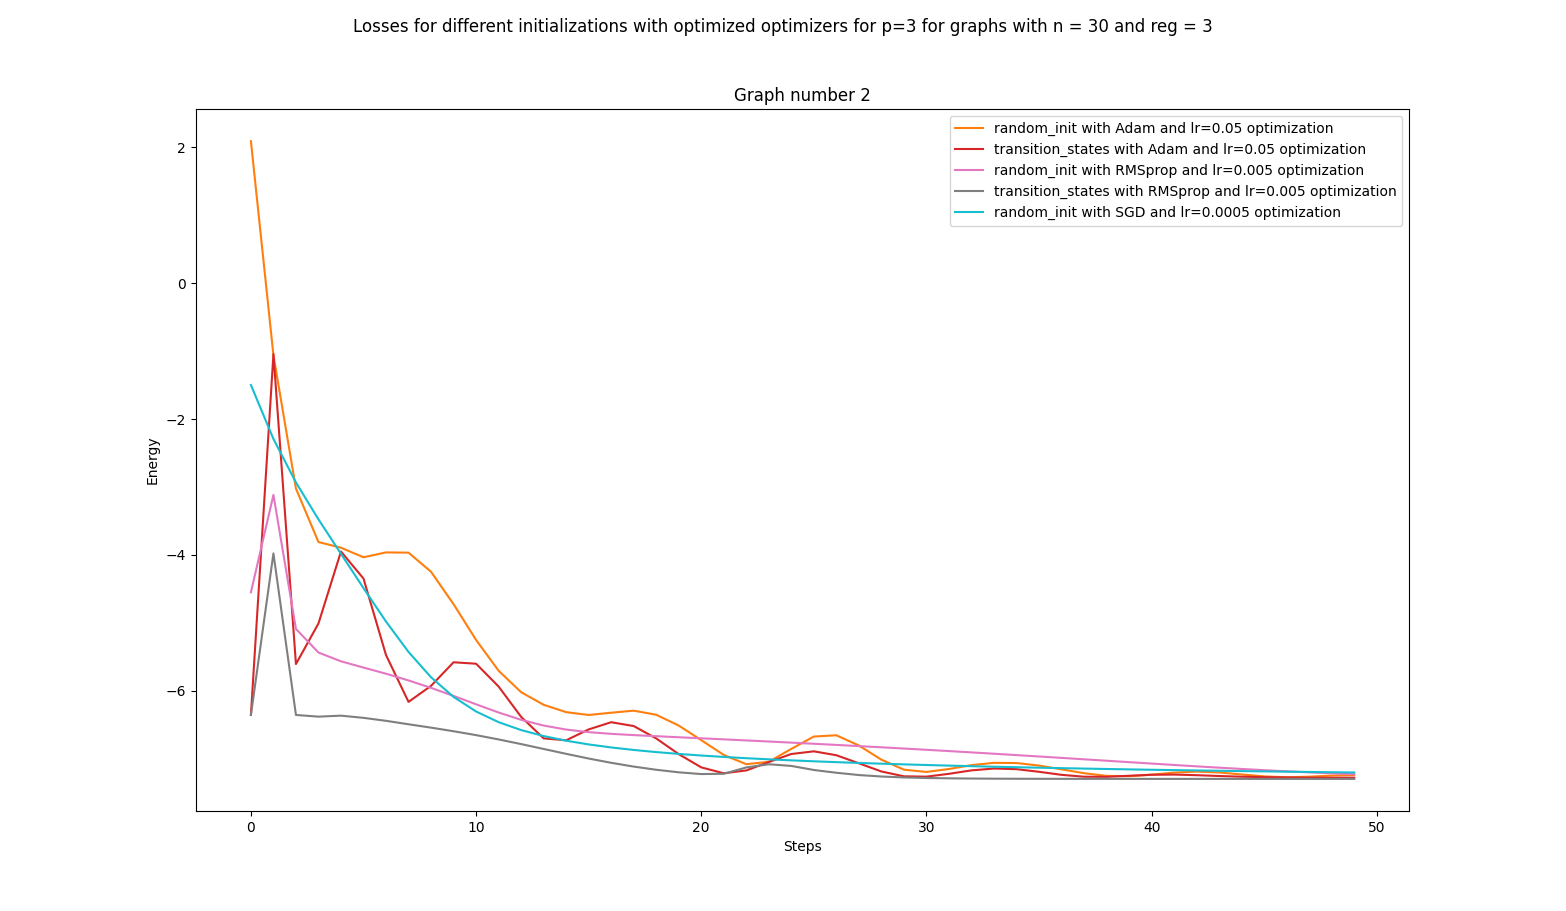 Losses for different initializations with optimized optimizers for p=3 for graphs with n = 30 and reg = 3
Graph number 2
random_init with Adam and lr=0.05 optimization
transition_states with Adam and lr=0.05 optimization
random_init with RMSprop and lr=0.005 optimization
transition_states with RMSprop and lr=0.005 optimization
random_init with SGD and lr=0.0005 optimization
2
0
−2
−4
−6
Energy
0 10 20 30 40 50
Steps